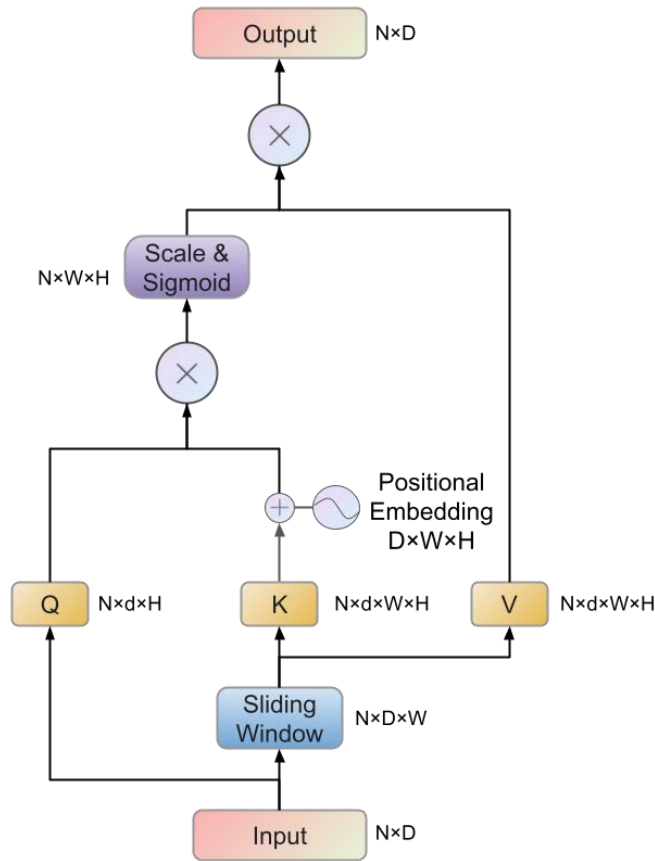 Output
N×D
×
Scale &
Sigmoid
N×W×H
×
Positional
Embedding
D×W×H
+
Q
N×d×H
K
N×d×W×H
V
N×d×W×H
Sliding
Window
N×D×W
Input
N×D